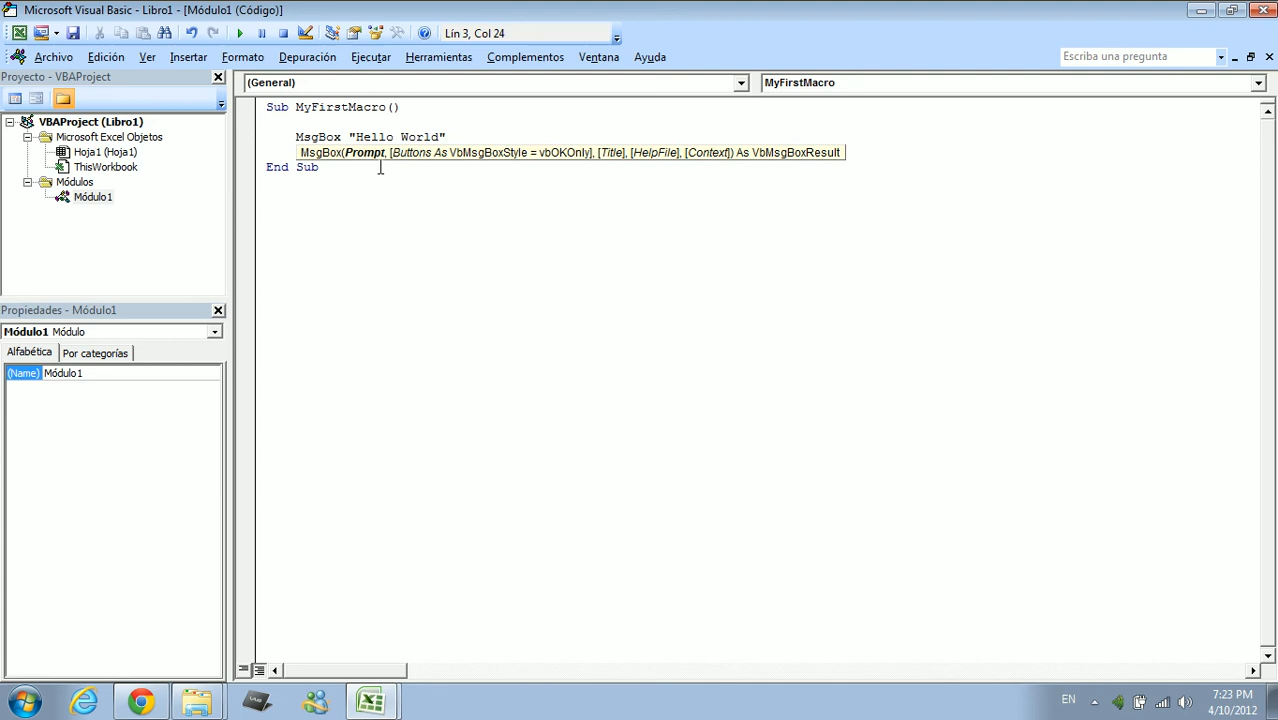 Microsoft Visual Basic - Libro1 - [Módulo1 (Código)]
Lín 3, Col 24
Archivo Edición Ver Insertar Formato Depuración Ejecutar Herramientas Complementos Ventana Ayuda
Escriba una pregunta
Proyecto - VBAProject
(General)
MyFirstMacro
VBAProject (Libro1)
Microsoft Excel Objetos
Hoja1 (Hoja1)
ThisWorkbook
Módulos
Módulo1
Sub MyFirstMacro()
MsgBox "Hello World"
MsgBox(Prompt, [Buttons As VbMsgBoxStyle = vbOKOnly], [Title], [HelpFile], [Context]) As VbMsgBoxResult
End Sub
Propiedades - Módulo1
Módulo1 Módulo
Alfabética Por categorías
(Name) Módulo1
EN
7:23 PM
4/10/2012